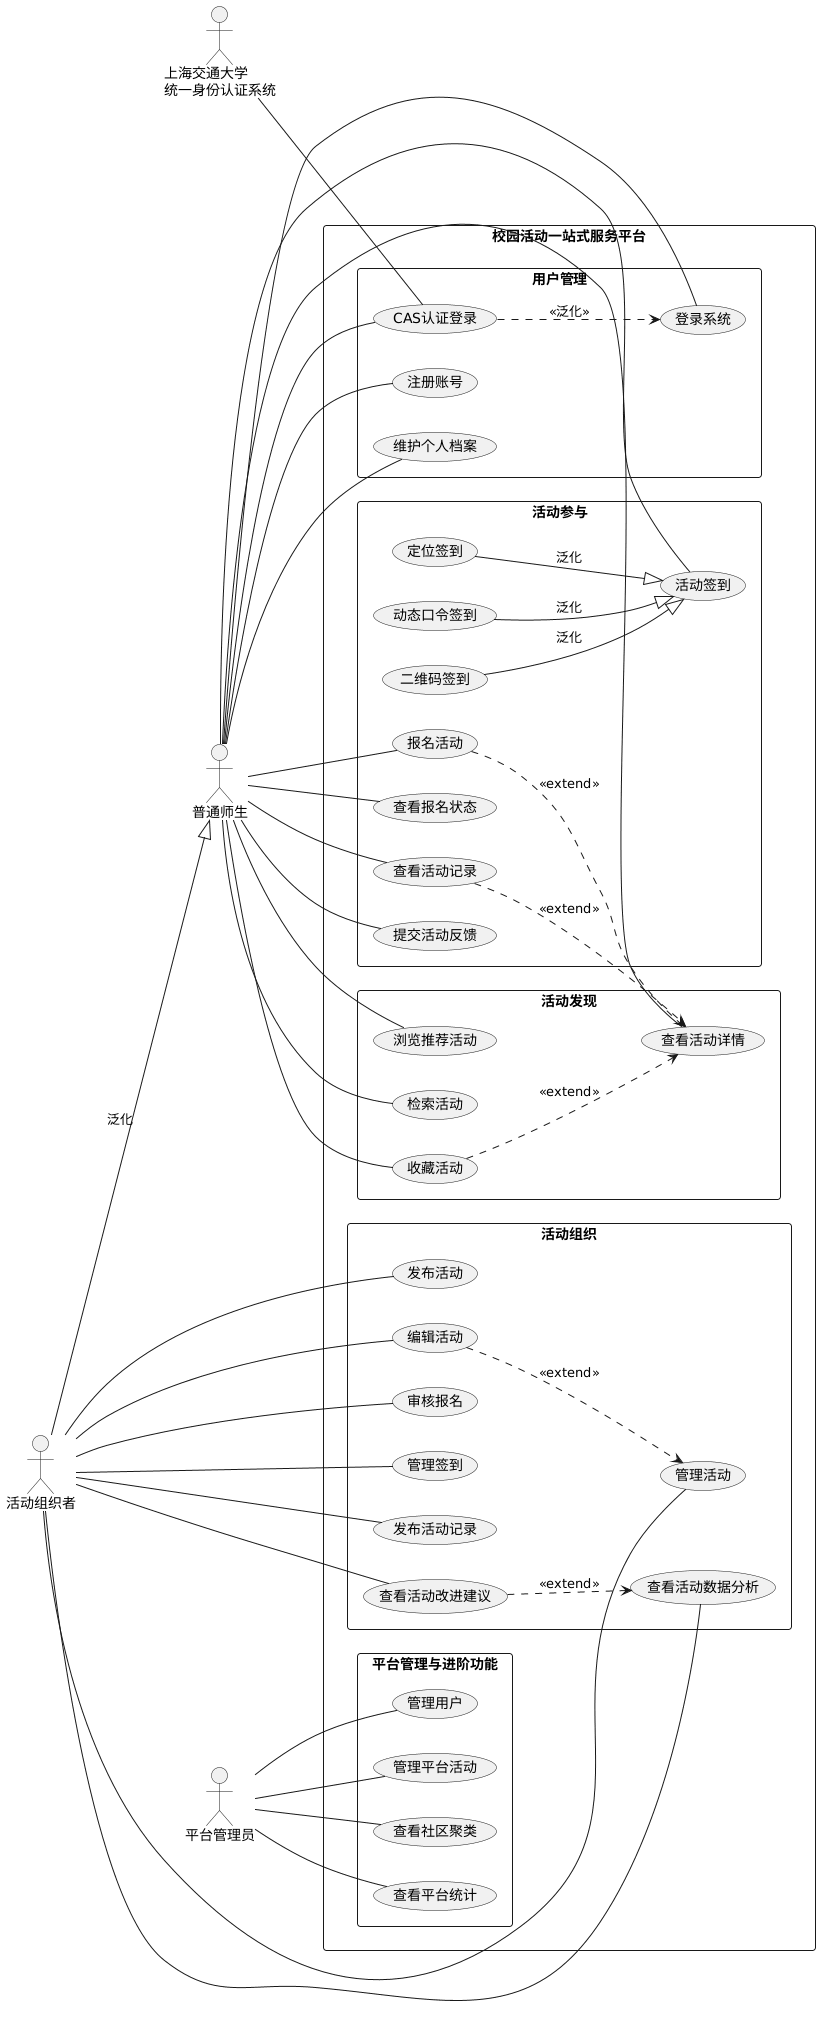 上海交通大学
统一身份认证系统
校园活动一站式服务平台
用户管理
CAS认证登录
«泛化»
登录系统
注册账号
维护个人档案
活动参与
定位签到
泛化
活动签到
动态口令签到
泛化
二维码签到
泛化
报名活动
«extend»
普通师生
查看报名状态
查看活动记录
«extend»
提交活动反馈
活动发现
浏览推荐活动
查看活动详情
检索活动
«extend»
泛化
收藏活动
活动组织
发布活动
编辑活动
«extend»
审核报名
管理签到
管理活动
活动组织者
发布活动记录
查看活动改进建议
«extend»
查看活动数据分析
平台管理与进阶功能
管理用户
管理平台活动
平台管理员
查看社区聚类
查看平台统计